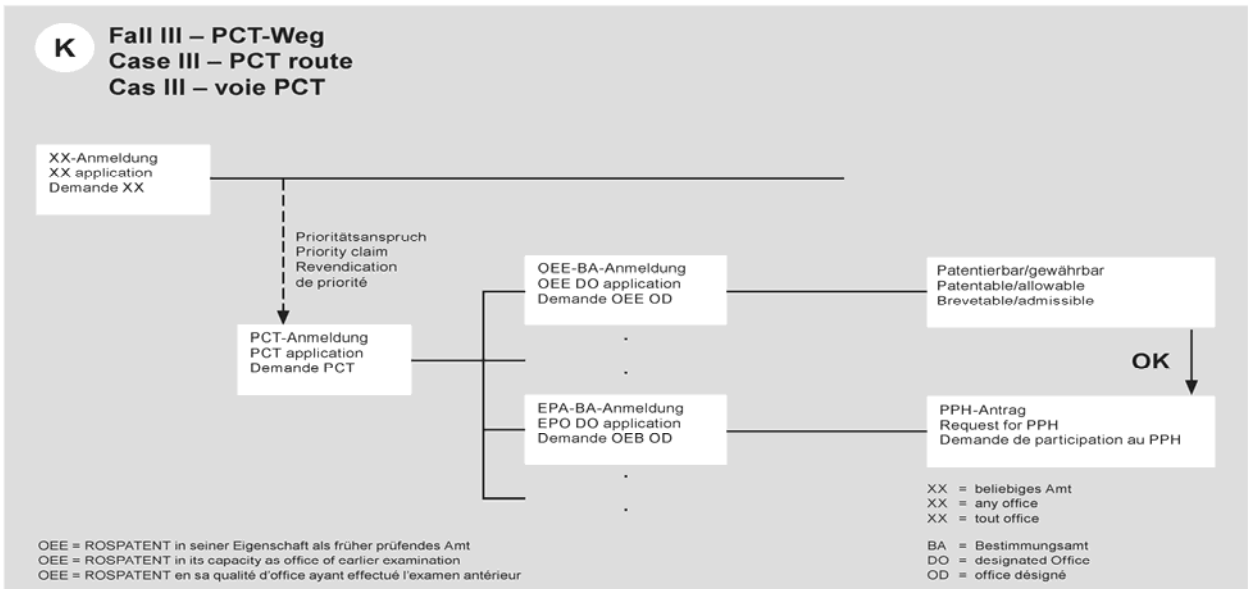 K
Fall III – PCT-Weg
Case III – PCT route
Cas III – voie PCT
XX-Anmeldung
XX application
Demande XX
Prioritätsanspruch
Priority claim
Revendication
de priorité
PCT-Anmeldung
PCT application
Demande PCT
OEE-BA-Anmeldung
OEE DO application
Demande OEE OD
Patentierbar/gewährbar
Patentable/allowable
Brevetable/admissible
OK
EPA-BA-Anmeldung
EPO DO application
Demande OEB OD
PPH-Antrag
Request for PPH
Demande de participation au PPH
XX = beliebiges Amt
XX = any office
XX = tout office
BA = Bestimmungsamt
DO = designated Office
OD = office désigné
OEE = ROSPATENT in seiner Eigenschaft als früher prüfendes Amt
OEE = ROSPATENT in its capacity as office of earlier examination
OEE = ROSPATENT en sa qualité d'office ayant effectué l'examen antérieur